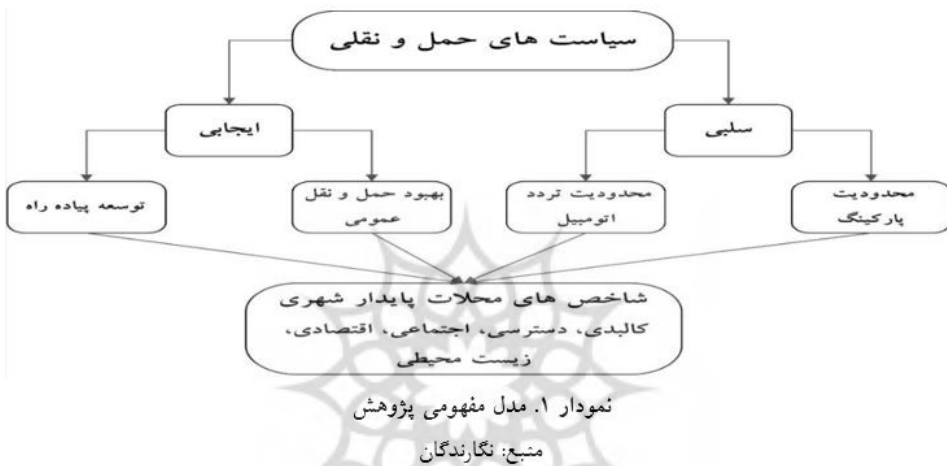 سیاست های حمل و نقلی
سلبی
ایجابی
محدودیت
پارکینگ
محدودیت تردد
اتومبیل
بهبود حمل و نقل
عمومی
توسعه پیاده راه
شاخص های محلات پایدار شهری
کالبدی، دسترسی، اجتماعی، اقتصادی،
زیست محیطی
نمودار ۱. مدل مفهومی پژوهش
منبع: نگارندگان